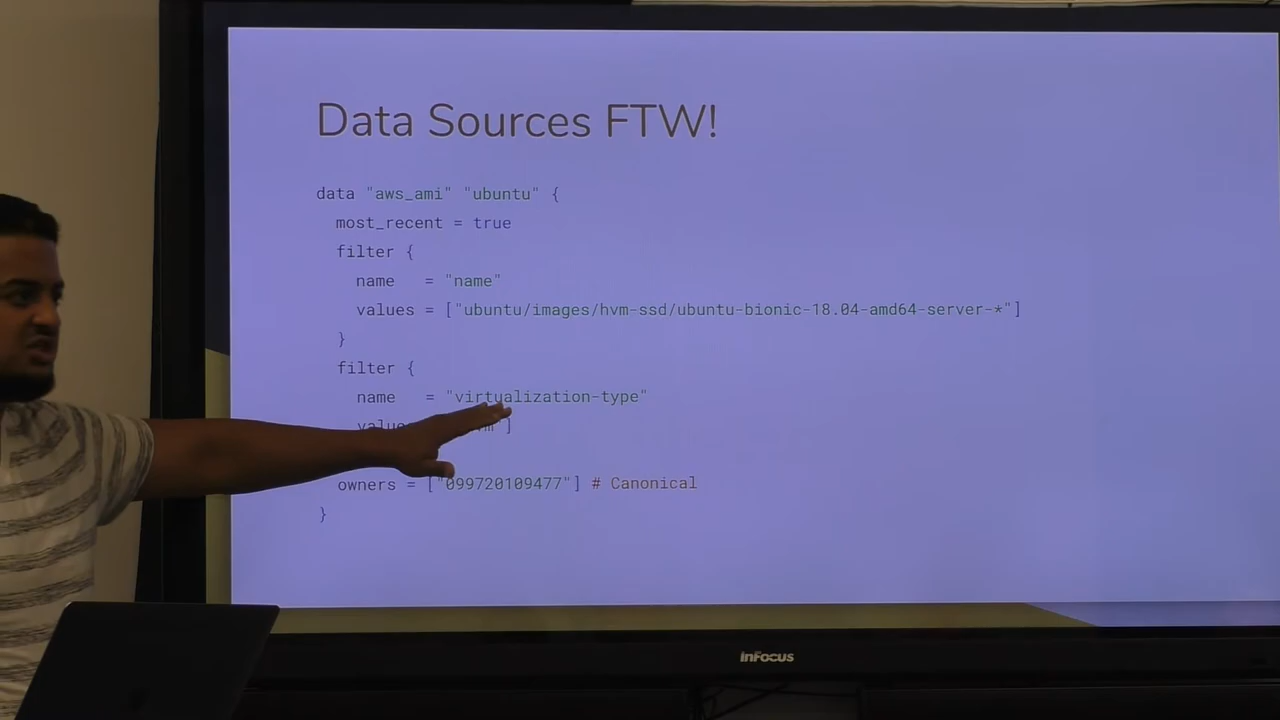 Data Sources FTW!
data "aws_ami" "ubuntu" {
most_recent = true
filter {
name = "name"
values = ["ubuntu/images/hvm-ssd/ubuntu-bionic-18.04-amd64-server-*"]
}
filter {
name = "virtualization-type"
"]
owners = ["099720109477"] # Canonical
}
InFocus